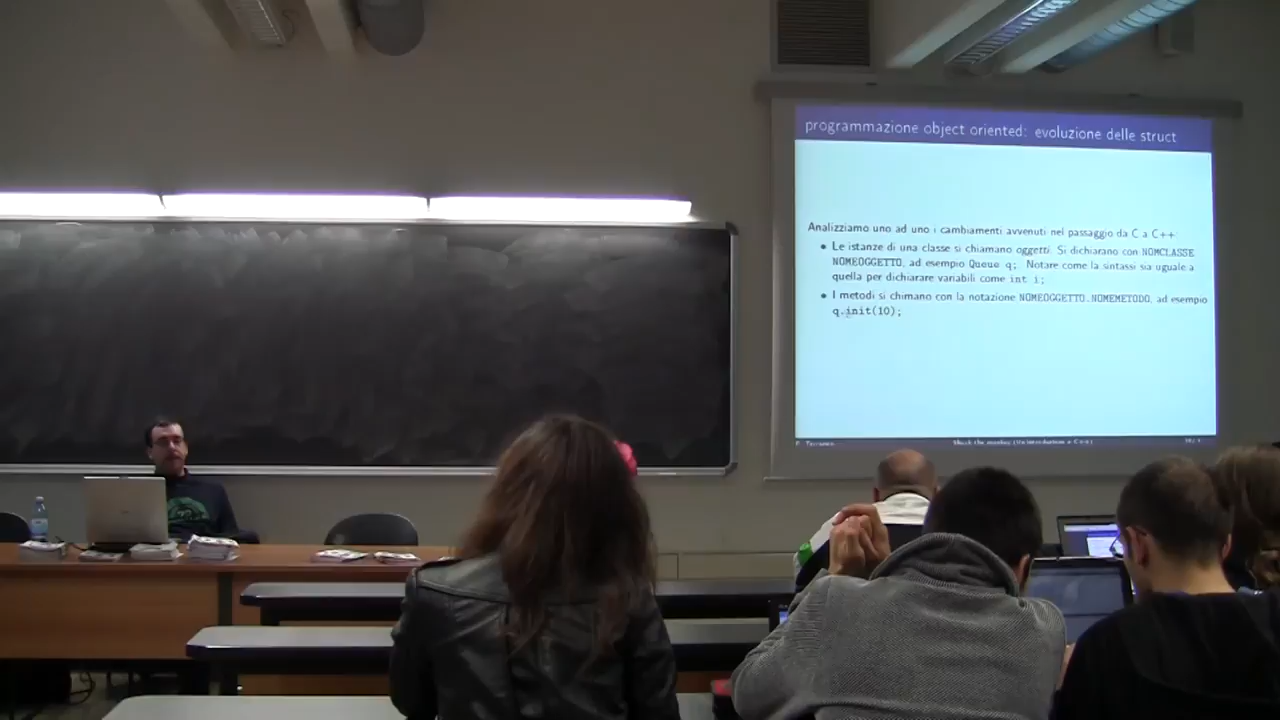 programmazione object oriented: evoluzione delle struct
Analizziamo uno ad uno i cambiamenti avvenuti nel passaggio da C a C++:
• Le istanze di una classe si chiamano oggetti. Si dichiarano con NOMCLASSE
NOMEOGGETTO, ad esempio Queue q; Notare come la sintassi sia uguale a
quella per dichiarare variabili come int i;
• I metodi si chimano con la notazione NOMEOGGETTO.NOMEMETODO, ad esempio
q.init(10);